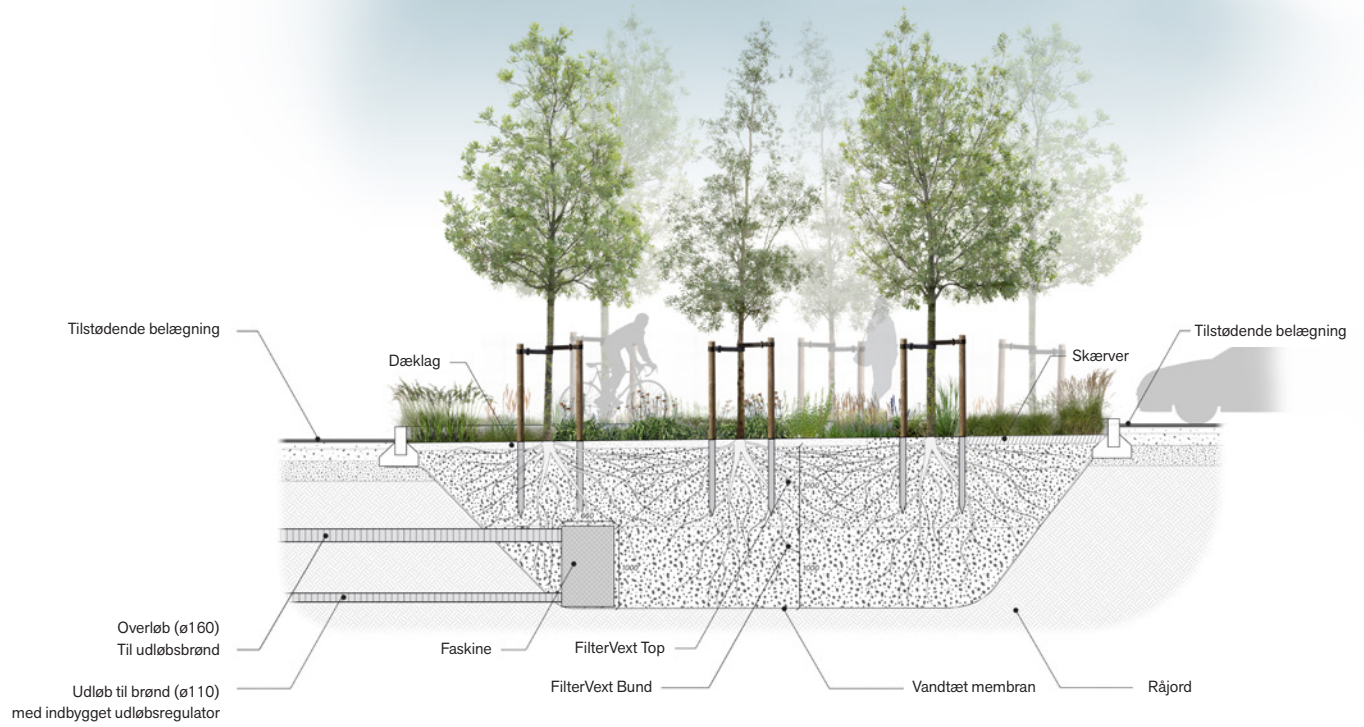 Tilstødende belægning
Tilstødende belægning
Dæklag
Skærver
Overløb (ø160)
Til udløbsbrønd
Faskine
FilterVext Top
Udløb til brønd (ø110)
med indbygget udløbsregulator
FilterVext Bund
Vandtæt membran
Råjord